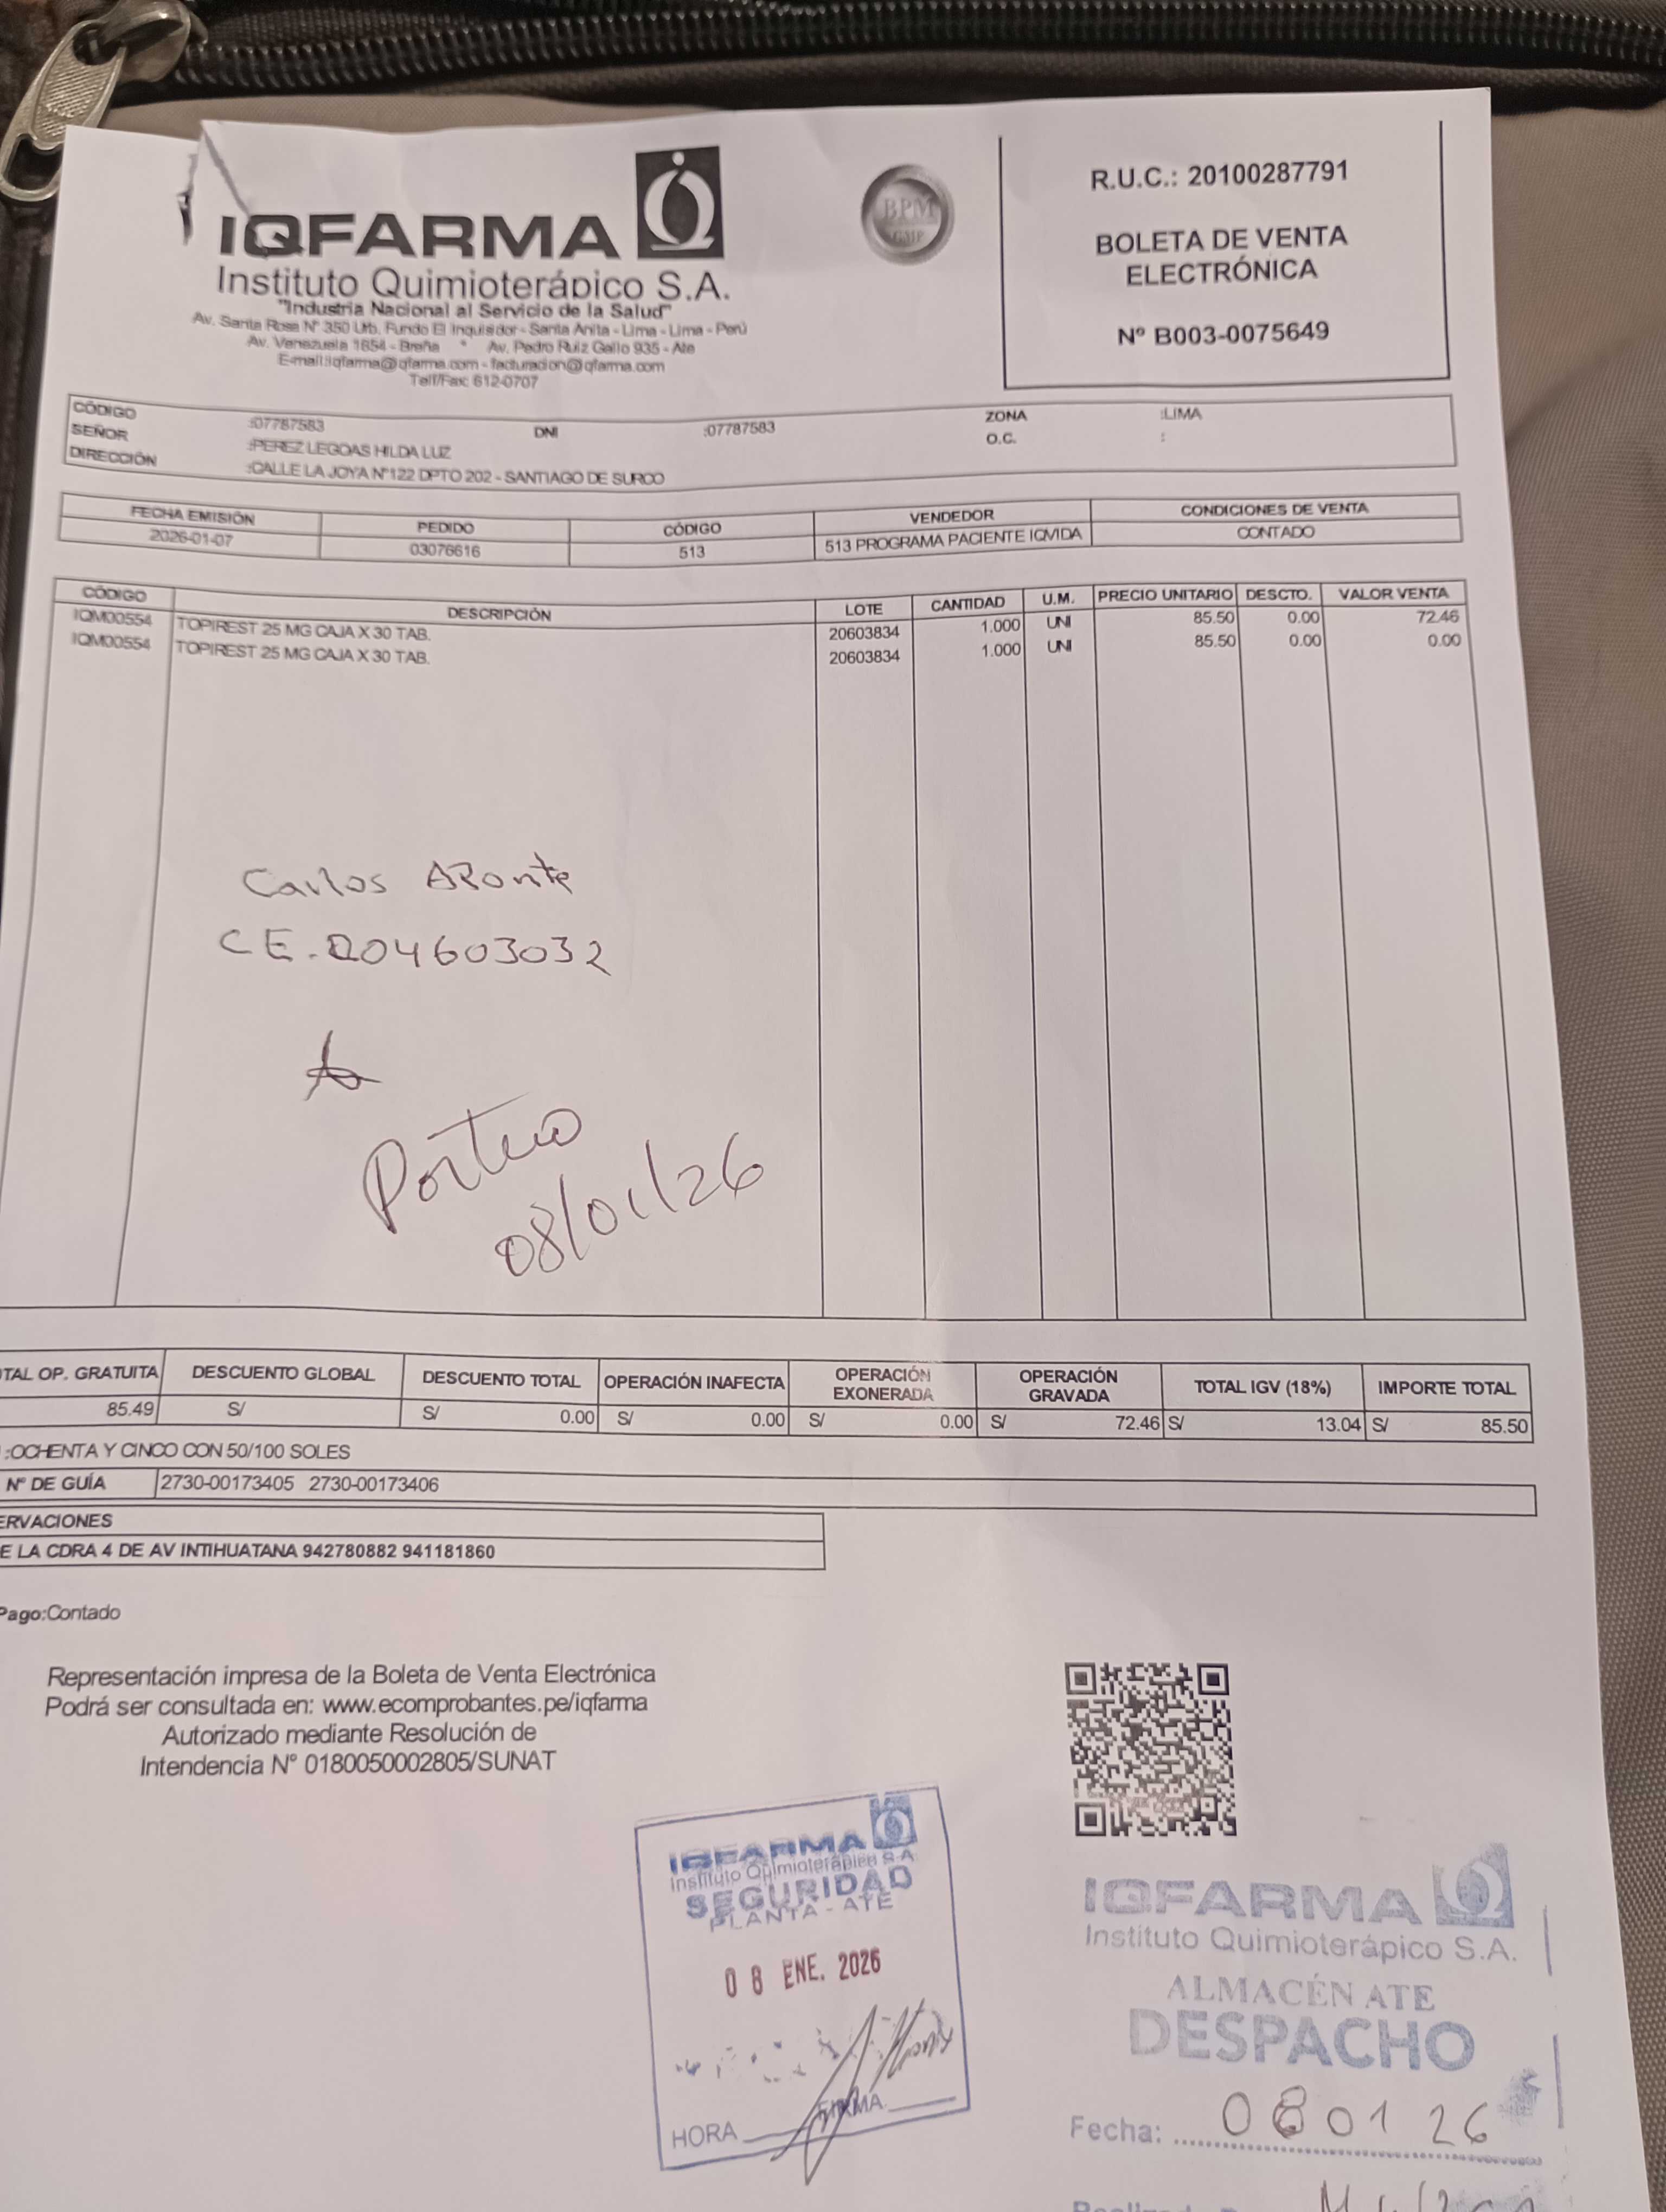 IQFARMA
Instituto Quimioterápico S.A.
"Industria Nacional al Servicio de la Salud"
Av. Santa Rosa Nº 350 Urb. Fundo El Inquisidor - Santa Anita - Lima - Lima - Perú
Av. Venezuela 1654 - Breña * Av. Pedro Ruiz Gallo 935 - Ate
E-mail:iqfarma@iqfarma.com - facturacion@iqfarma.com
Telf/Fax: 612-0707
BPM
GMP
R.U.C.: 20100287791
BOLETA DE VENTA
ELECTRÓNICA
Nº B003-0075649
CÓDIGO :07787583 DNI :07787583 ZONA :LIMA
SEÑOR :PEREZ LEGOAS HILDA LUZ O.C. :
DIRECCIÓN :CALLE LA JOYA Nº122 DPTO 202 - SANTIAGO DE SURCO
FECHA EMISIÓN PEDIDO CÓDIGO VENDEDOR CONDICIONES DE VENTA
2026-01-07 03076616 513 513 PROGRAMA PACIENTE IQVIDA CONTADO
CÓDIGO DESCRIPCIÓN LOTE CANTIDAD U.M. PRECIO UNITARIO DESCTO. VALOR VENTA
IQM00554 TOPIREST 25 MG CAJA X 30 TAB. 20603834 1.000 UNI 85.50 0.00 72.46
IQM00554 TOPIREST 25 MG CAJA X 30 TAB. 20603834 1.000 UNI 85.50 0.00 0.00
Carlos
CE. 004603032
Portero
08/01/26
TAL OP. GRATUITA DESCUENTO GLOBAL DESCUENTO TOTAL OPERACIÓN INAFECTA OPERACIÓN EXONERADA OPERACIÓN GRAVADA TOTAL IGV (18%) IMPORTE TOTAL
85.49 S/ S/ 0.00 S/ 0.00 S/ 0.00 S/ 72.46 S/ 13.04 S/ 85.50
:OCHENTA Y CINCO CON 50/100 SOLES
Nº DE GUÍA 2730-00173405 2730-00173406
ERVACIONES
E LA CDRA 4 DE AV INTIHUATANA 942780882 941181860
Pago:Contado
Representación impresa de la Boleta de Venta Electrónica
Podrá ser consultada en: www.ecomprobantes.pe/iqfarma
Autorizado mediante Resolución de
Intendencia Nº 0180050002805/SUNAT
IQFARMA
Instituto Quimioterápico S.A
SEGURIDAD
PLANTA - ATE
08 ENE. 2026
HORA FIRMA
IQFARMA
Instituto Quimioterápico S.A.
ALMACÉN ATE
DESPACHO
Fecha: 08 01 26